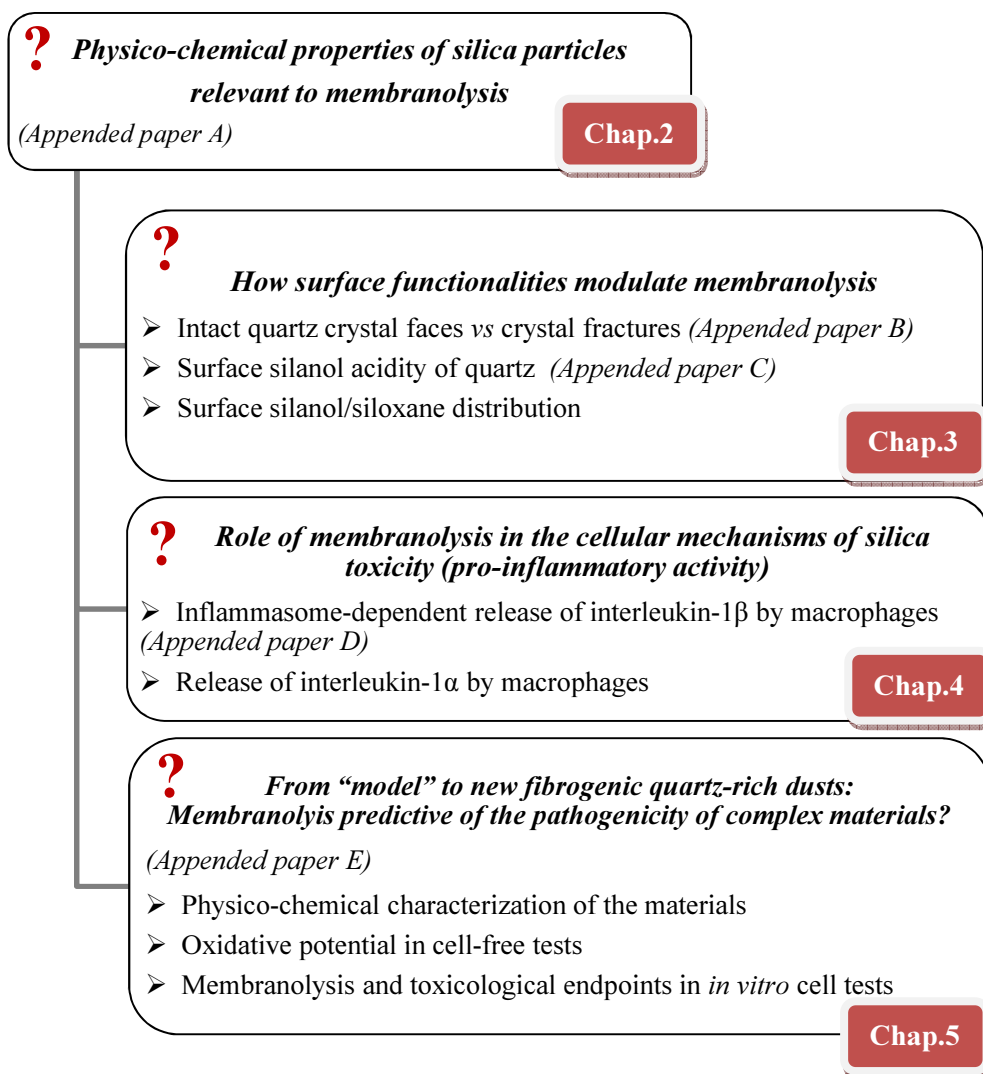 ?
Physico-chemical properties of silica particles
relevant to membranolysis
(Appended paper A)
Chap.2
?
How surface functionalities modulate membranolysis
➢ Intact quartz crystal faces vs crystal fractures (Appended paper B)
➢ Surface silanol acidity of quartz (Appended paper C)
➢ Surface silanol/siloxane distribution
Chap.3
?
Role of membranolysis in the cellular mechanisms of silica
toxicity (pro-inflammatory activity)
➢ Inflammasome-dependent release of interleukin-1β by macrophages
(Appended paper D)
➢ Release of interleukin-1α by macrophages
Chap.4
?
From “model” to new fibrogenic quartz-rich dusts:
Membranolyis predictive of the pathogenicity of complex materials?
(Appended paper E)
➢ Physico-chemical characterization of the materials
➢ Oxidative potential in cell-free tests
➢ Membranolysis and toxicological endpoints in in vitro cell tests
Chap.5